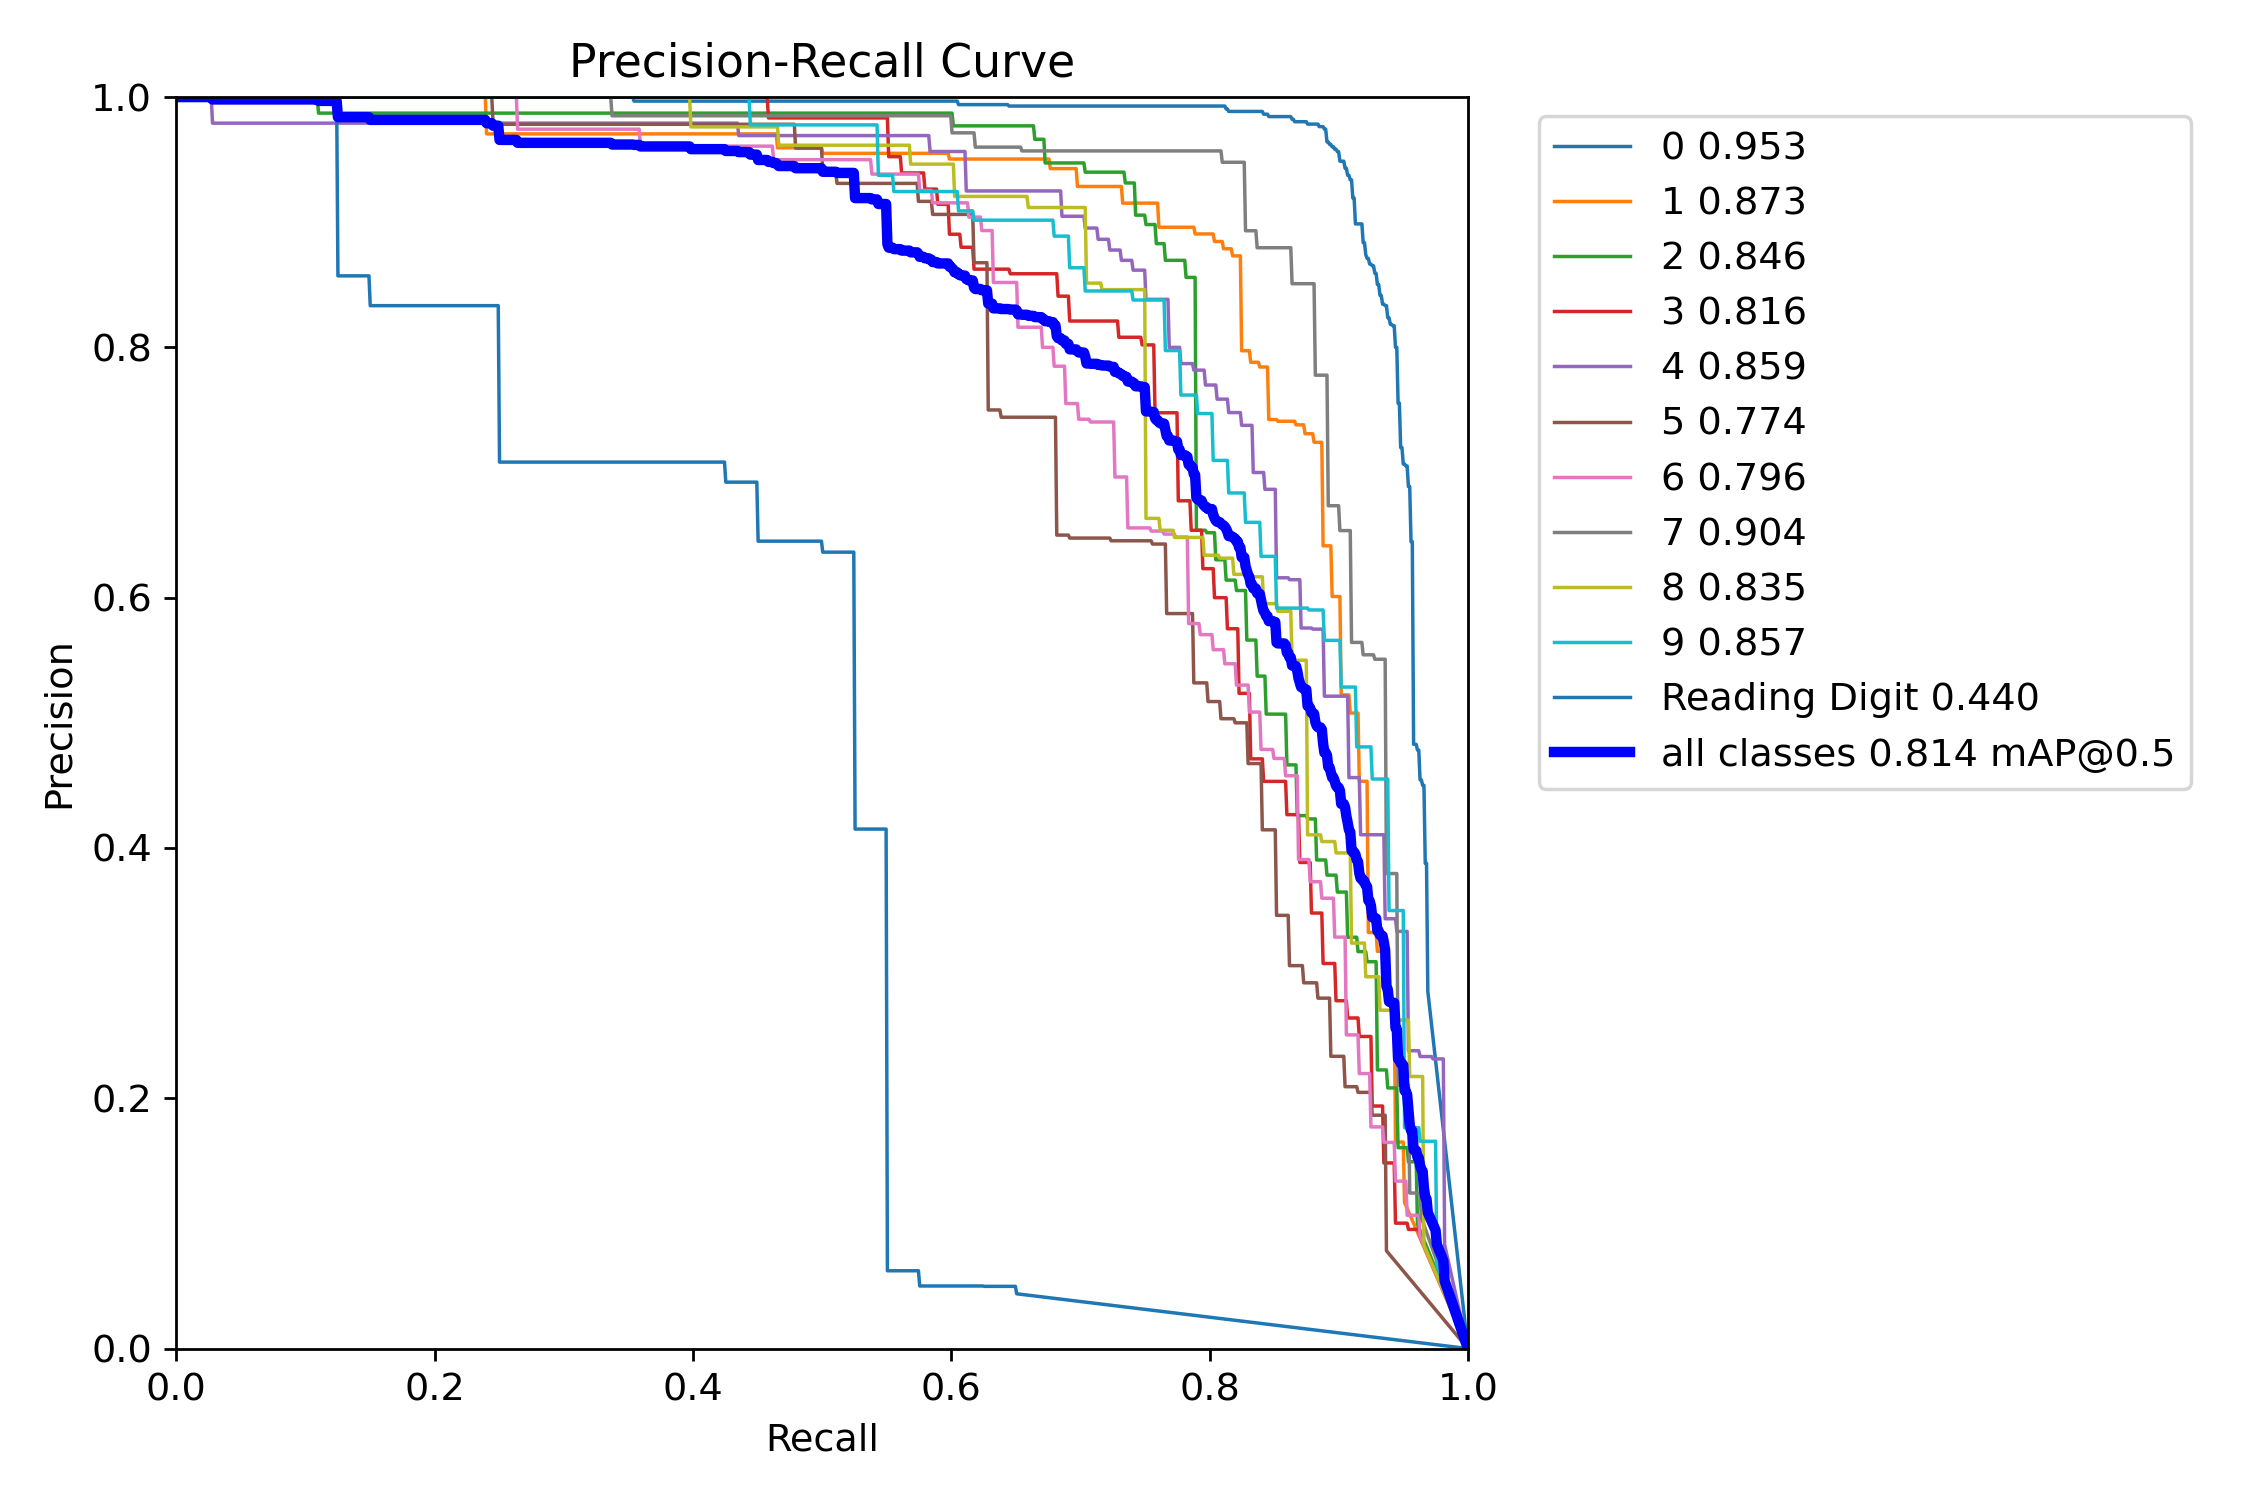 Precision-Recall Curve
1.0
0.8
0.6
0.4
0.2
0.0
Precision
0.0 0.2 0.4 0.6 0.8 1.0
Recall
0 0.953
1 0.873
2 0.846
3 0.816
4 0.859
5 0.774
6 0.796
7 0.904
8 0.835
9 0.857
Reading Digit 0.440
all classes 0.814 mAP@0.5